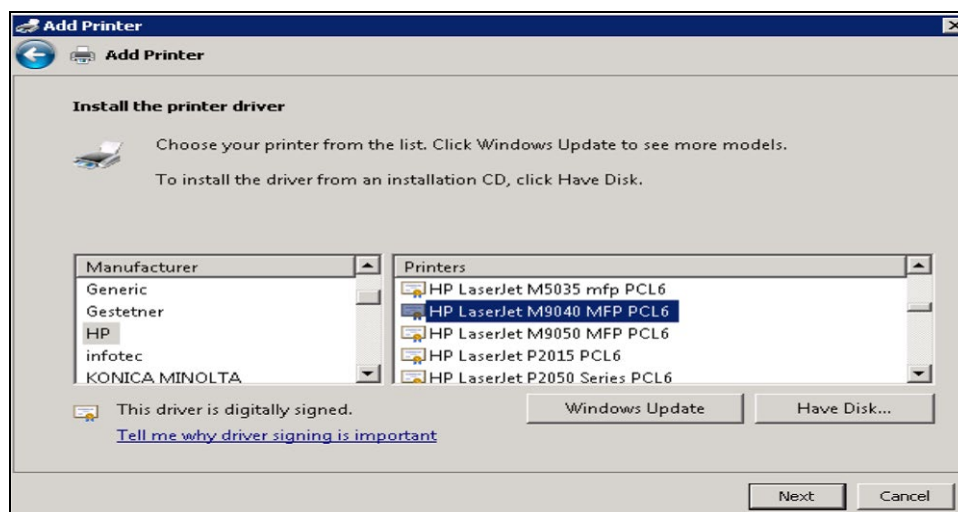 Add Printer
Add Printer
Install the printer driver
Choose your printer from the list. Click Windows Update to see more models.
To install the driver from an installation CD, click Have Disk.
Manufacturer
Generic
Gestetner
HP
infotec
KONICA MINOLTA
Printers
HP LaserJet M5035 mfp PCL6
HP LaserJet M9040 MFP PCL6
HP LaserJet M9050 MFP PCL6
HP LaserJet P2015 PCL6
HP LaserJet P2050 Series PCL6
This driver is digitally signed.
Tell me why driver signing is important
Windows Update
Have Disk...
Next
Cancel